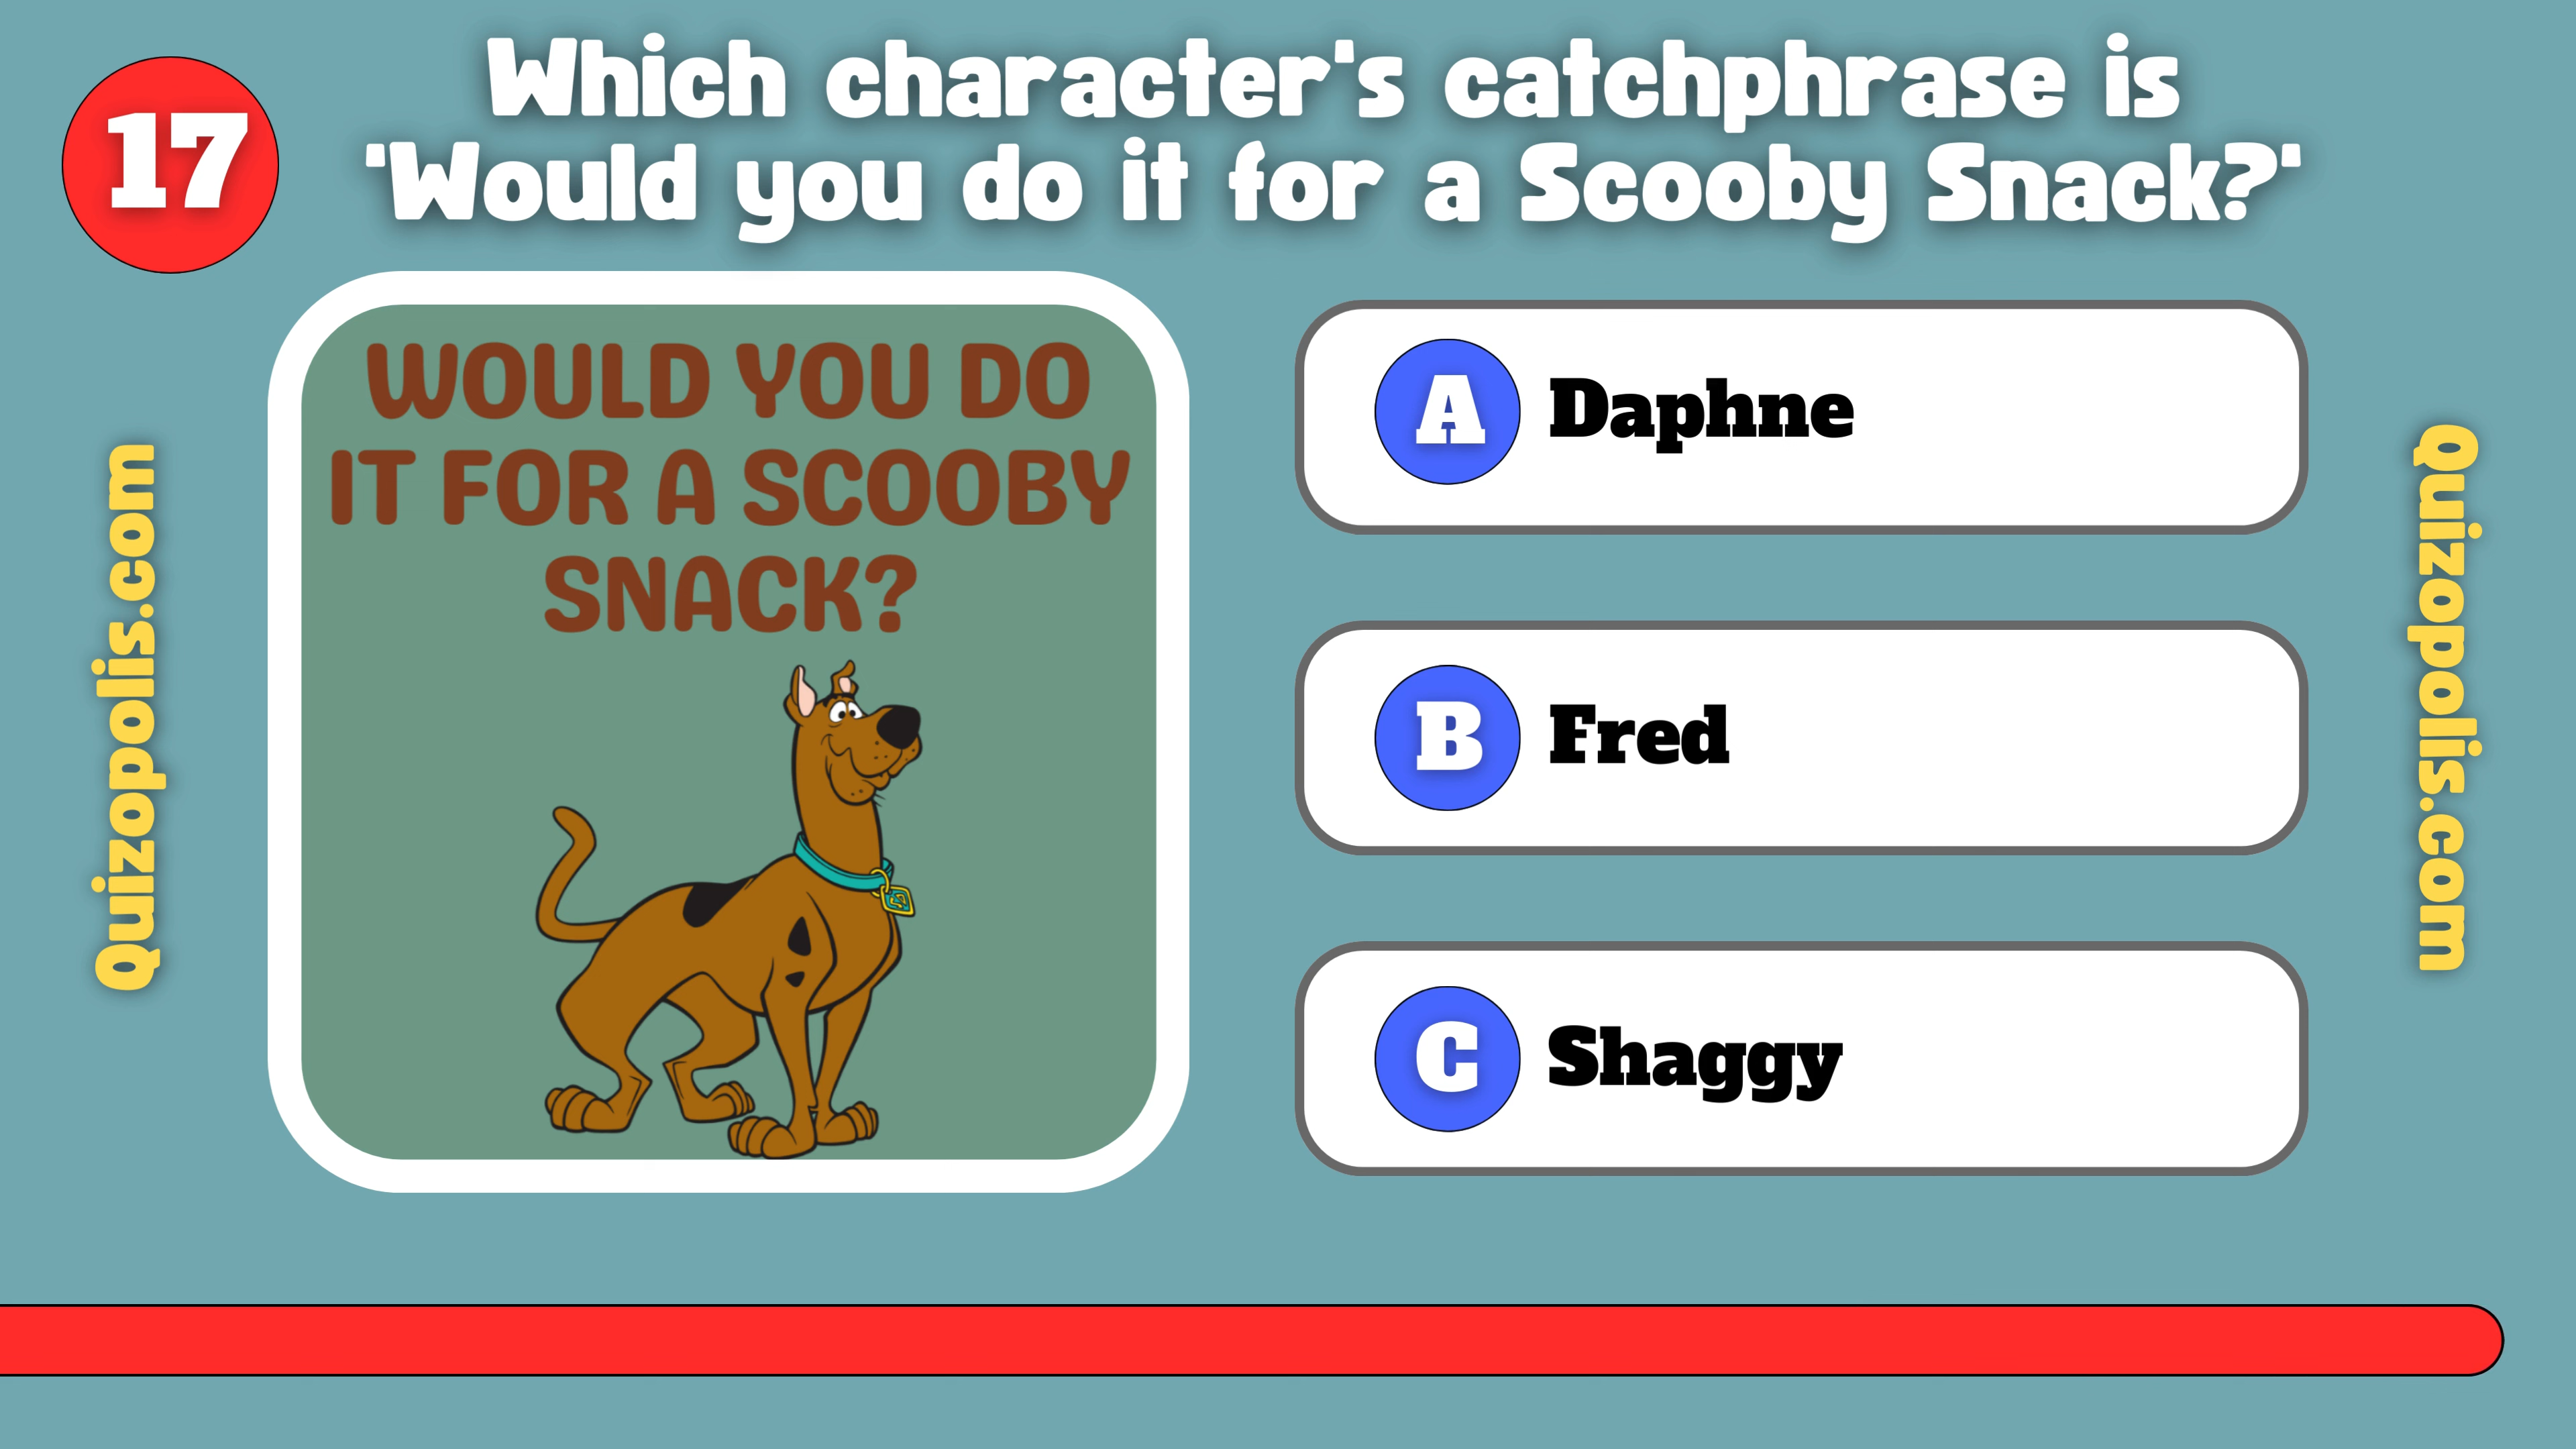 17
Which character's catchphrase is
'Would you do it for a Scooby Snack?'
WOULD YOU DO
IT FOR A SCOOBY
SNACK?
A Daphne
B Fred
C Shaggy
Quizopolis.com
Quizopolis.com